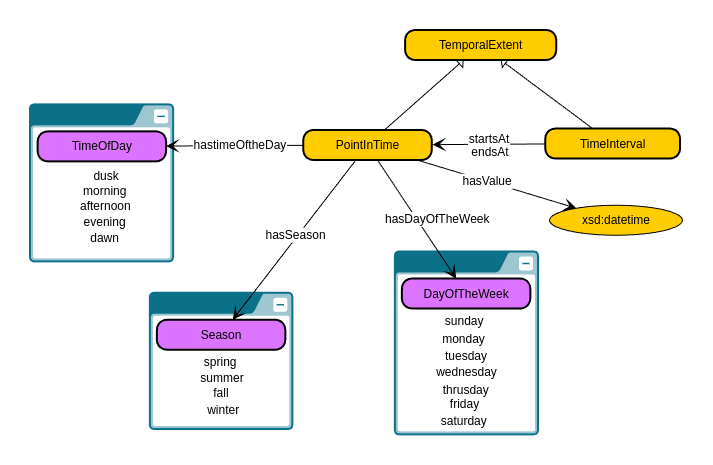 TemporalExtent
TimeOfDay
dusk
morning
afternoon
evening
dawn
hastimeOftheDay
PointInTime
startsAt
endsAt
TimeInterval
hasValue
xsd:datetime
hasDayOfTheWeek
hasSeason
Season
spring
summer
fall
winter
DayOfTheWeek
sunday
monday
tuesday
wednesday
thrusday
friday
saturday